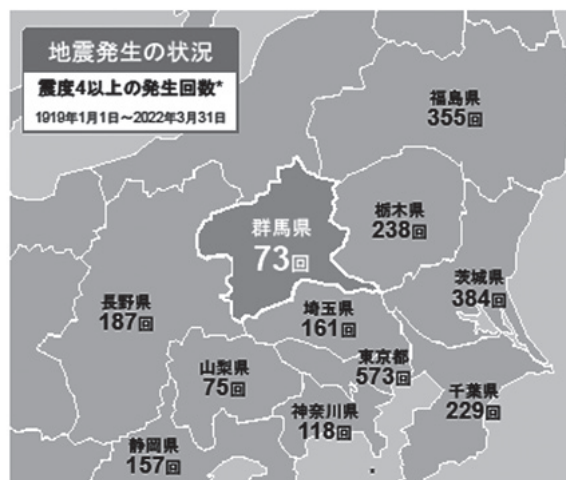 地震発生の状況
震度4以上の発生回数*
1919年1月1日～2022年3月31日
福島県
355回
群馬県
73回
栃木県
238回
茨城県
384回
長野県
187回
埼玉県
161回
山梨県
75回
東京都
573回
神奈川県
118回
千葉県
229回
静岡県
157回